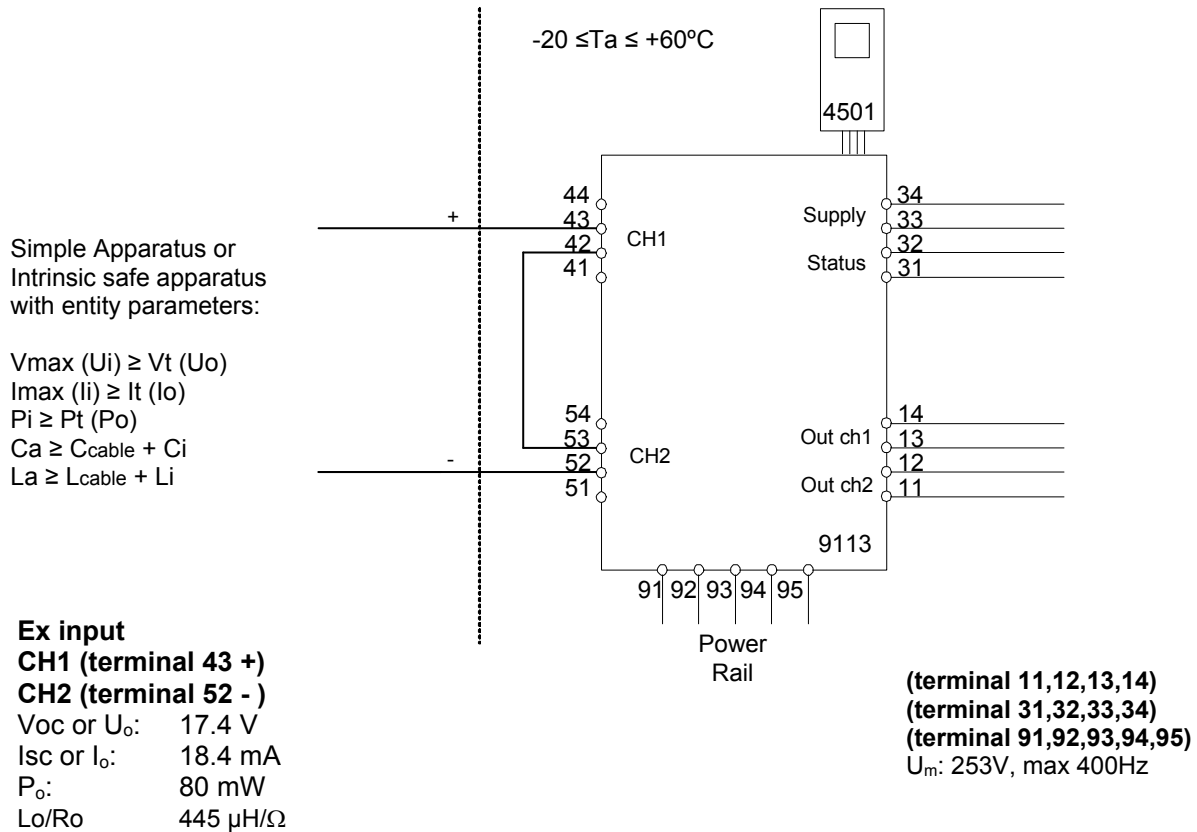 -20 ≤Ta ≤ +60ºC
4501
44
43
42
41
+
CH1
Supply
Status
34
33
32
31
Simple Apparatus or
Intrinsic safe apparatus
with entity parameters:
Vmax (Ui) ≥ Vt (Uo)
Imax (Ii) ≥ It (Io)
Pi ≥ Pt (Po)
Ca ≥ Ccable + Ci
La ≥ Lcable + Li
54
53
52
51
-
CH2
Out ch1
Out ch2
14
13
12
11
9113
91 92 93 94 95
Power
Rail
Ex input
CH1 (terminal 43 +)
CH2 (terminal 52 - )
Voc or Uo: 17.4 V
Isc or Io: 18.4 mA
Po: 80 mW
Lo/Ro 445 µH/Ω
(terminal 11,12,13,14)
(terminal 31,32,33,34)
(terminal 91,92,93,94,95)
Um: 253V, max 400Hz